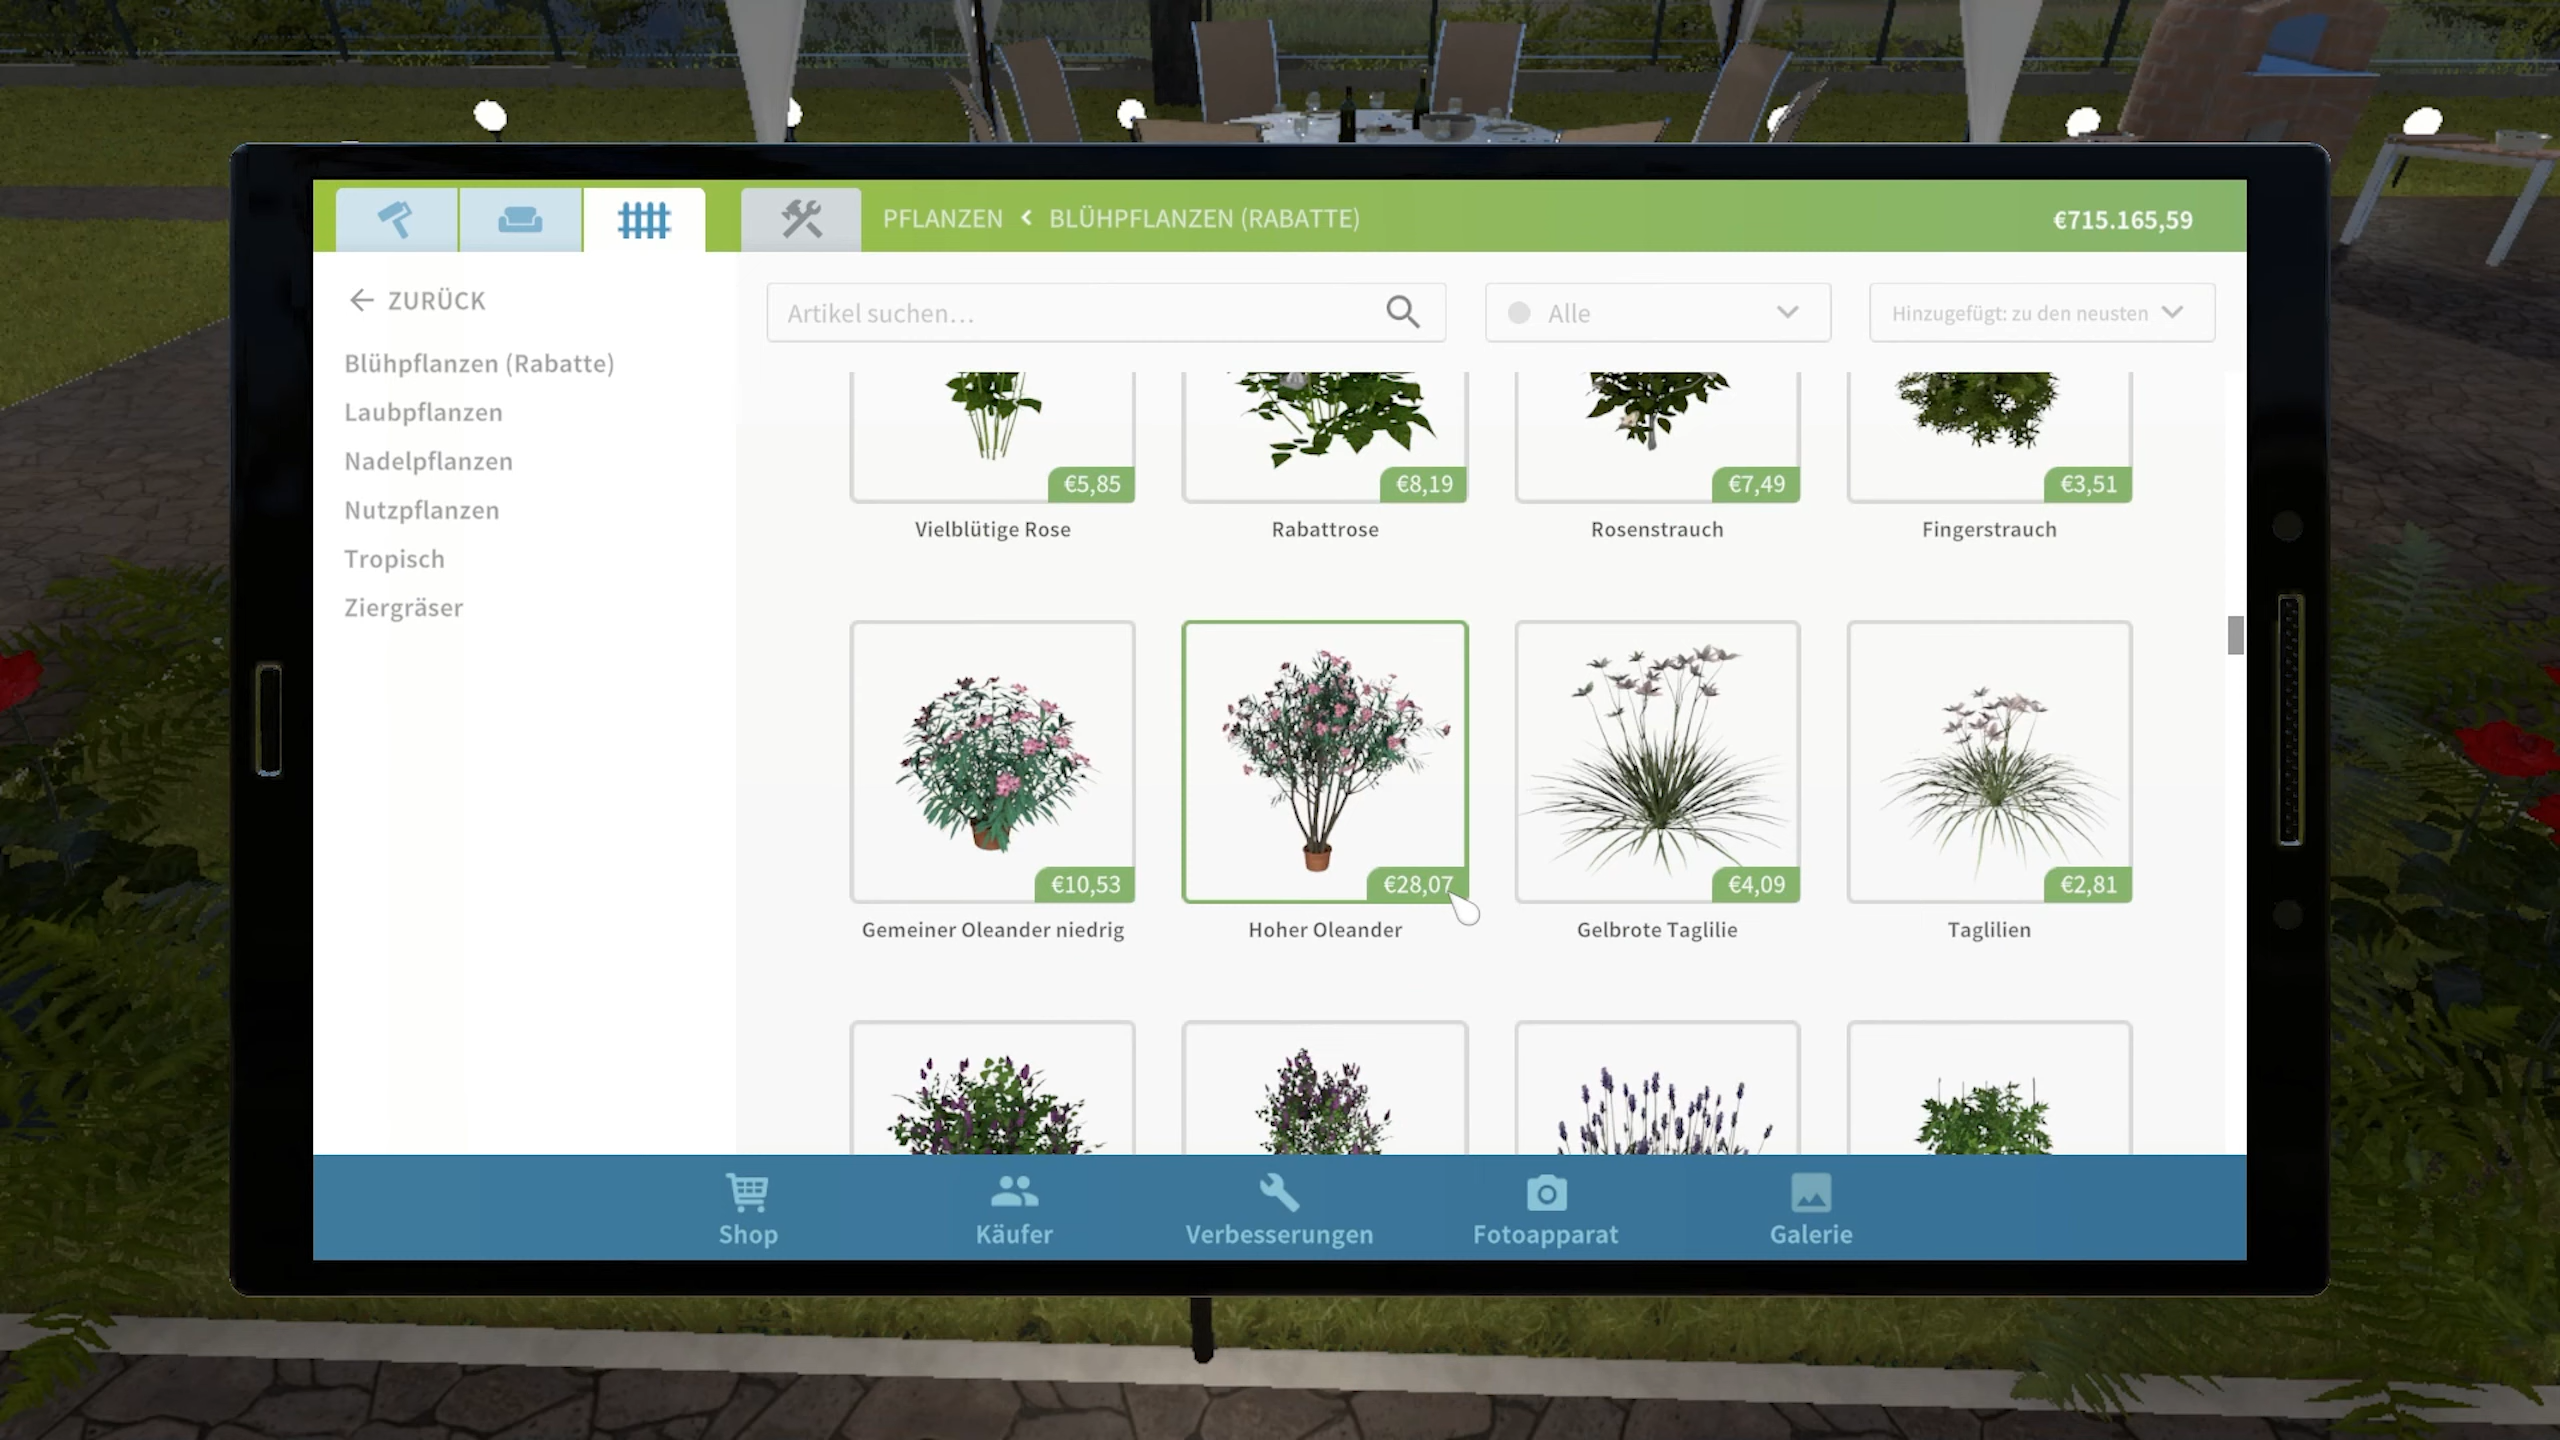 PFLANZEN < BLÜHPFLANZEN (RABATTE)
€715.165,59
ZURÜCK
Blühpflanzen (Rabatte)
Laubpflanzen
Nadelpflanzen
Nutzpflanzen
Tropisch
Ziergräser
Artikel suchen...
Alle
Hinzugefügt: zu den neusten
€5,85
€8,19
€7,49
€3,51
Vielblütige Rose
Rabattrose
Rosenstrauch
Fingerstrauch
€10,53
€28,07
€4,09
€2,81
Gemeiner Oleander niedrig
Hoher Oleander
Gelbrote Taglilie
Taglilien
Shop
Käufer
Verbesserungen
Fotoapparat
Galerie